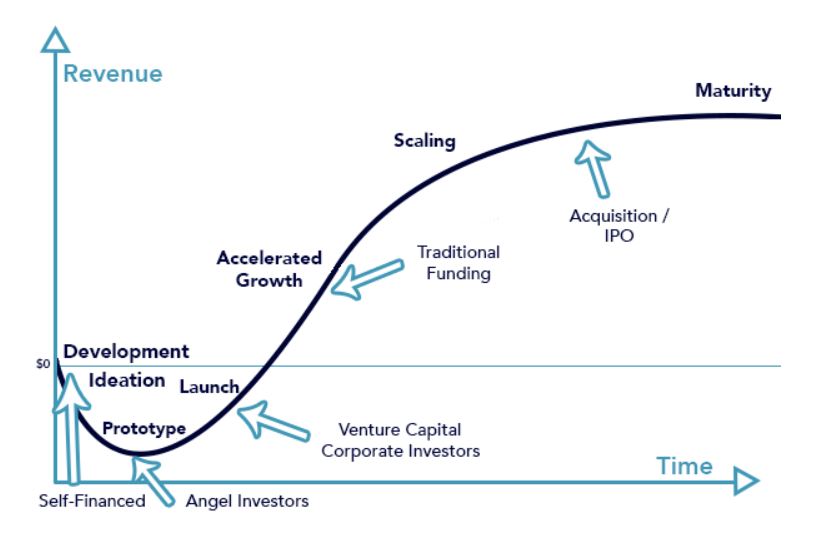 Revenue
Maturity
Scaling
Acquisition /
IPO
Accelerated
Growth
Traditional
Funding
$0
Development
Ideation
Launch
Prototype
Venture Capital
Corporate Investors
Time
Self-Financed
Angel Investors